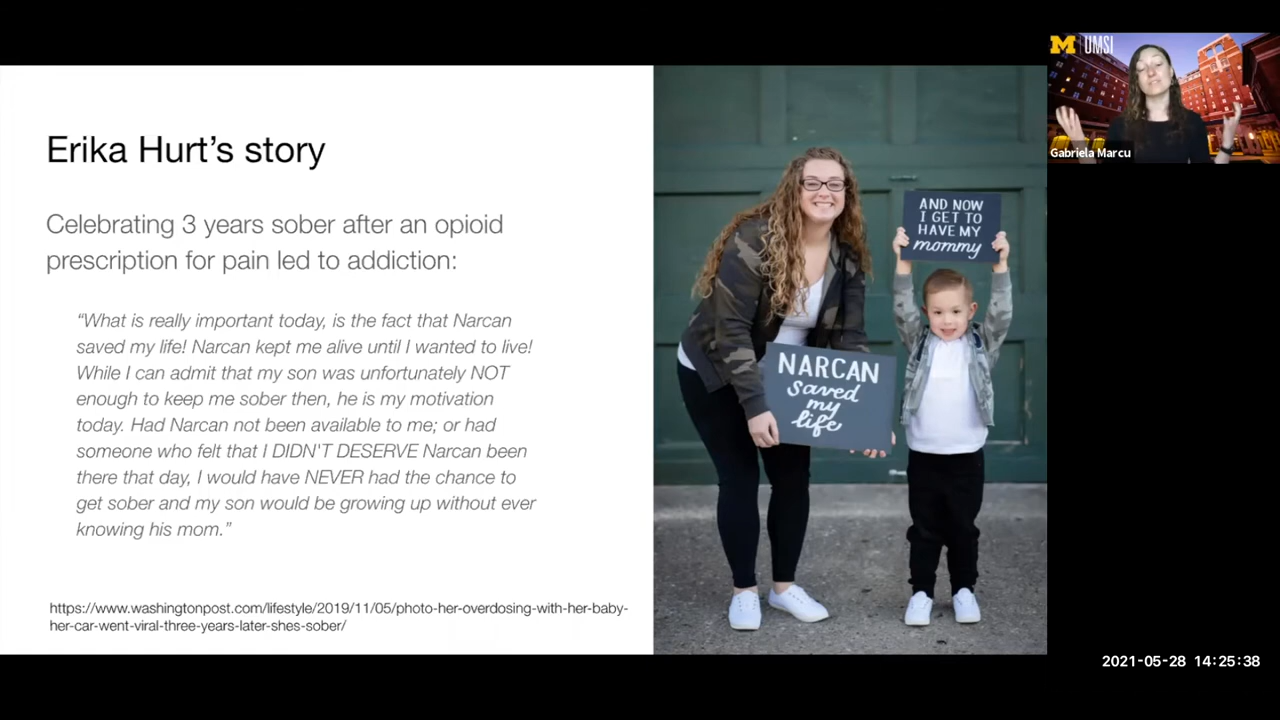 Erika Hurt’s story
Celebrating 3 years sober after an opioid
prescription for pain led to addiction:
“What is really important today, is the fact that Narcan
saved my life! Narcan kept me alive until I wanted to live!
While I can admit that my son was unfortunately NOT
enough to keep me sober then, he is my motivation
today. Had Narcan not been available to me; or had
someone who felt that I DIDN'T DESERVE Narcan been
there that day, I would have NEVER had the chance to
get sober and my son would be growing up without ever
knowing his mom.”
https://www.washingtonpost.com/lifestyle/2019/11/05/photo-her-overdosing-with-her-baby-
her-car-went-viral-three-years-later-shes-sober/
AND NOW
I GET TO
HAVE MY
mommy
NARCAN
saved
my
life
M | UMSI
Gabriela Marcu
2021-05-28 14:25:38